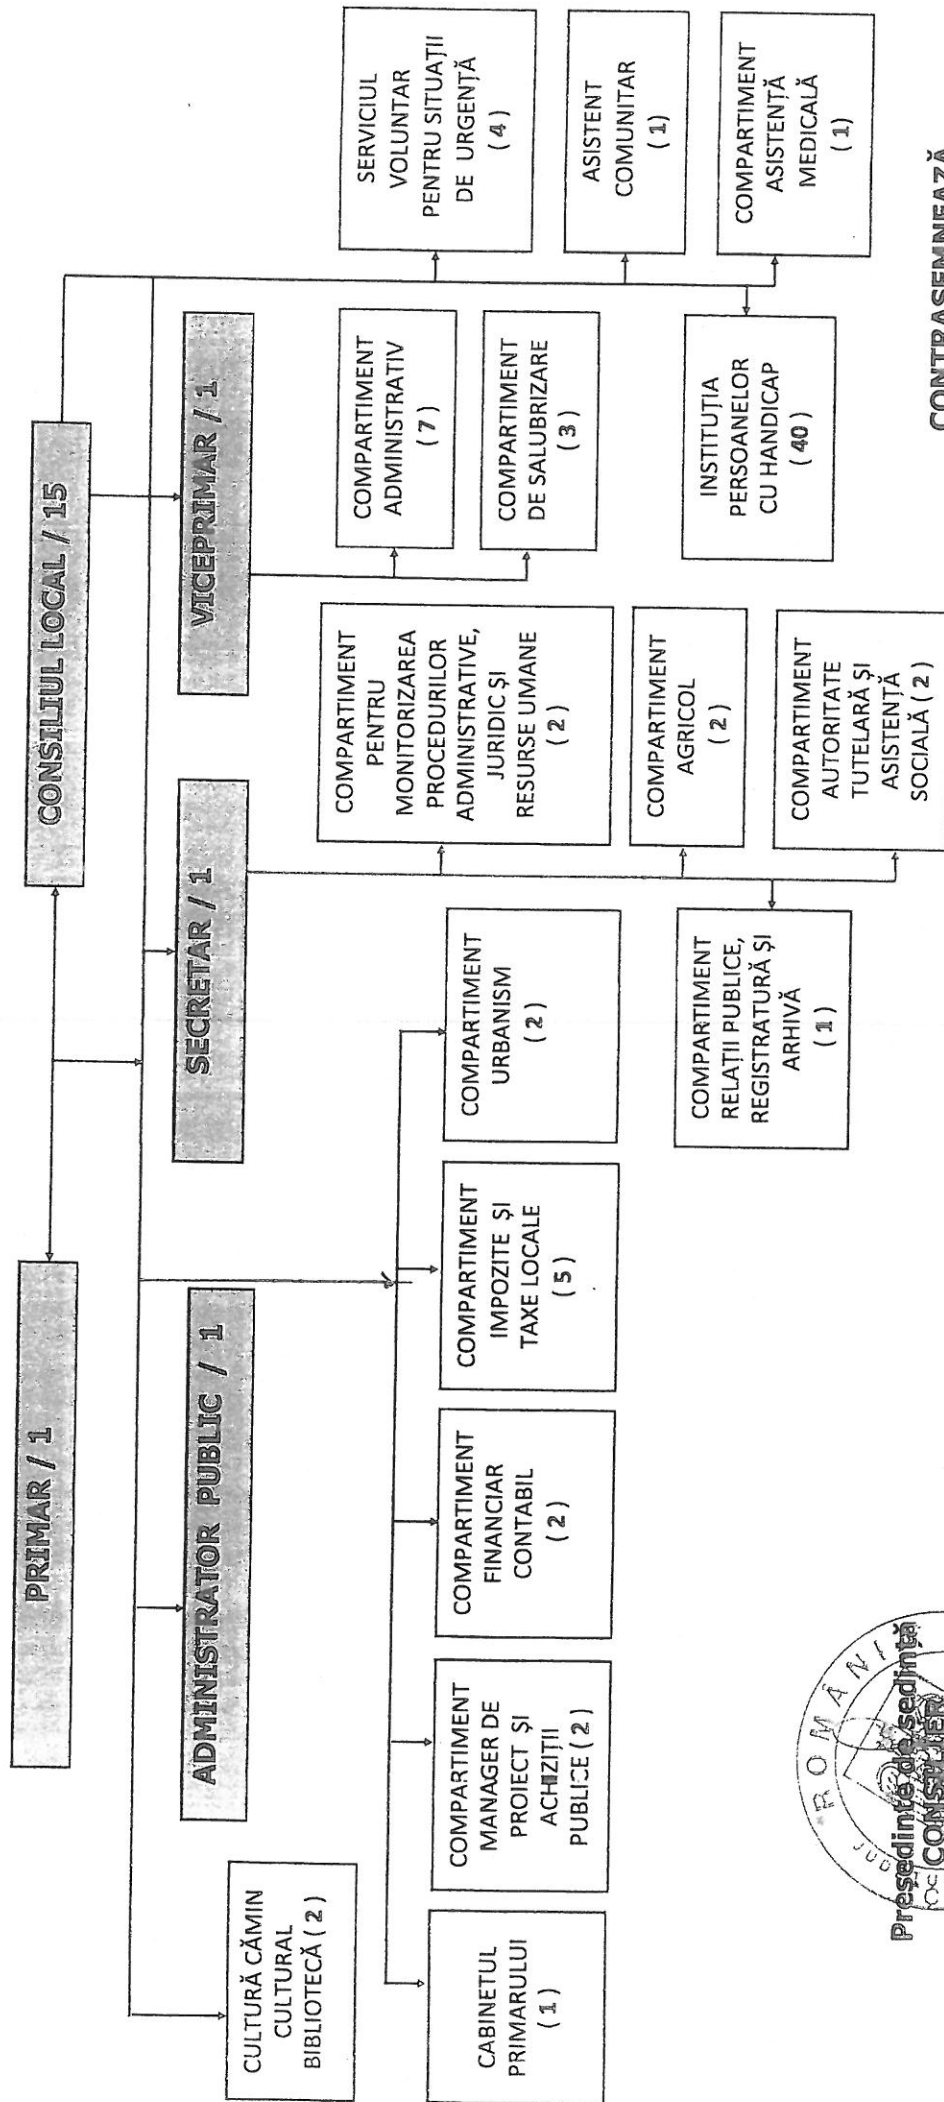 PRIMAR / 1
CONSILIUL LOCAL / 15
ADMINISTRATOR PUBLIC / 1
SECRETAR / 1
VICEPRIMAR / 1
CULTURĂ CĂMIN
CULTURAL
BIBLIOTECĂ ( 2 )
CABINETUL
PRIMARULUI
( 1 )
COMPARTIMENT
MANAGER DE
PROIECT ȘI
ACHIZIȚII
PUBLICE ( 2 )
COMPARTIMENT
FINANCIAR
CONTABIL
( 2 )
COMPARTIMENT
IMPOZITE ȘI
TAXE LOCALE
( 5 )
COMPARTIMENT
URBANISM
( 2 )
COMPARTIMENT
PENTRU
MONITORIZAREA
PROCEDURILOR
ADMINISTRATIVE,
JURIDIC ȘI
RESURSE UMANE
( 2 )
COMPARTIMENT
AGRICOL
( 2 )
COMPARTIMENT
RELAȚII PUBLICE,
REGISTRATURĂ ȘI
ARHIVĂ
( 1 )
COMPARTIMENT
AUTORITATE
TUTELARĂ ȘI
ASISTENȚĂ
SOCIALĂ ( 2 )
COMPARTIMENT
ADMINISTRATIV
( 7 )
COMPARTIMENT
DE SALUBRIZARE
( 3 )
INSTITUȚIA
PERSOANELOR
CU HANDICAP
( 40 )
SERVICIUL
VOLUNTAR
PENTRU SITUAȚII
DE URGENȚĂ
( 4 )
ASISTENT
COMUNITAR
( 1 )
COMPARTIMENT
ASISTENȚĂ
MEDICALĂ
( 1 )
ROMÂNI
Președinte de sedință
CONSILIER
CONTRASEMNEAZĂ